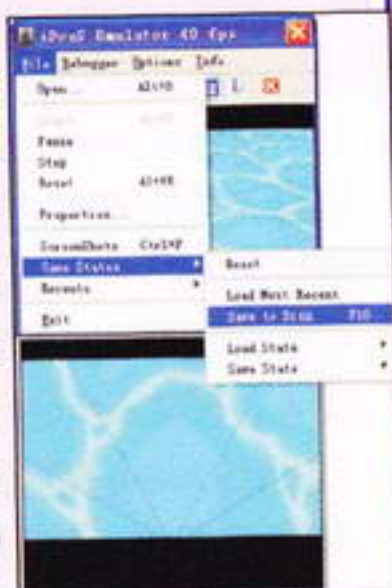 iDeaS Emulator 40 fps
File Debugger Options Info
Open... Alt+O
Pause
Step
Reset Alt+R
Properties...
ScreenShots Ctrl+P
Save States
Recents
Exit
Reset
Load Most Recent
Save to Disk F10
Load State
Save State